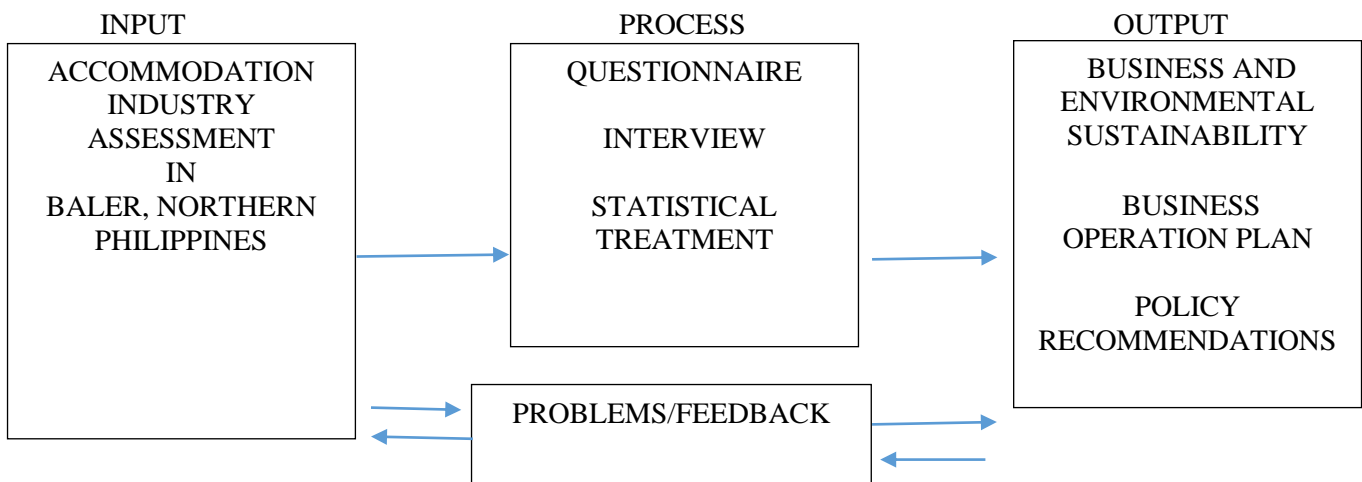 INPUT
ACCOMMODATION
INDUSTRY
ASSESSMENT
IN
BALER, NORTHERN
PHILIPPINES
PROCESS
QUESTIONNAIRE
INTERVIEW
STATISTICAL
TREATMENT
OUTPUT
BUSINESS AND
ENVIRONMENTAL
SUSTAINABILITY
BUSINESS
OPERATION PLAN
POLICY
RECOMMENDATIONS
PROBLEMS/FEEDBACK